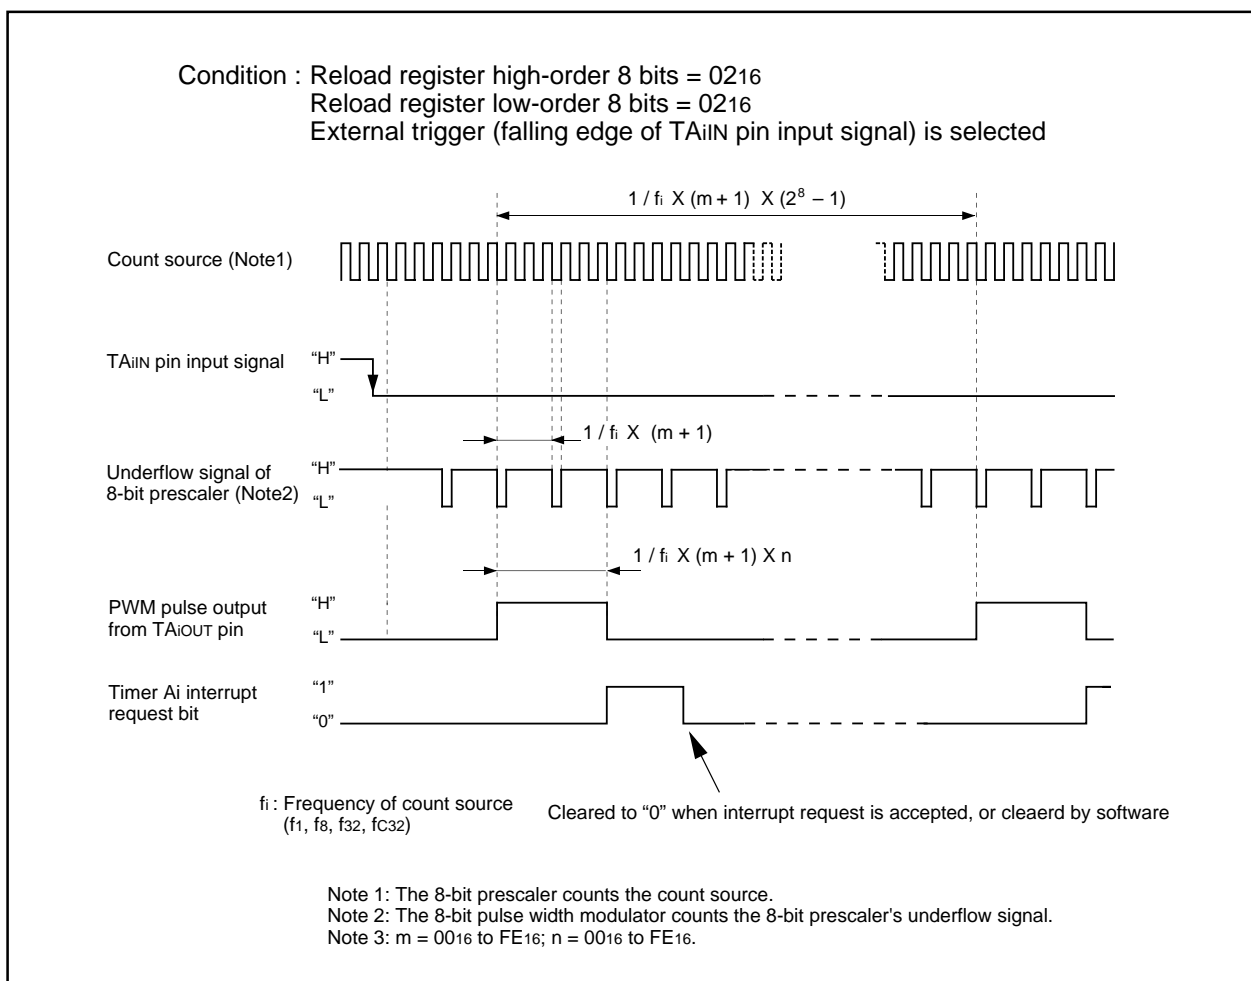 Condition : Reload register high-order 8 bits = 0216
Reload register low-order 8 bits = 0216
External trigger (falling edge of TAiIN pin input signal) is selected
1 / fi X (m + 1) X (2^8 – 1)
Count source (Note1)
TAiIN pin input signal
“H”
“L”
1 / fi X (m + 1)
Underflow signal of
8-bit prescaler (Note2)
“H”
“L”
1 / fi X (m + 1) X n
PWM pulse output
from TAiOUT pin
“H”
“L”
Timer Ai interrupt
request bit
“1”
“0”
fi : Frequency of count source
(f1, f8, f32, fC32)
Cleared to “0” when interrupt request is accepted, or cleaerd by software
Note 1: The 8-bit prescaler counts the count source.
Note 2: The 8-bit pulse width modulator counts the 8-bit prescaler's underflow signal.
Note 3: m = 0016 to FE16; n = 0016 to FE16.